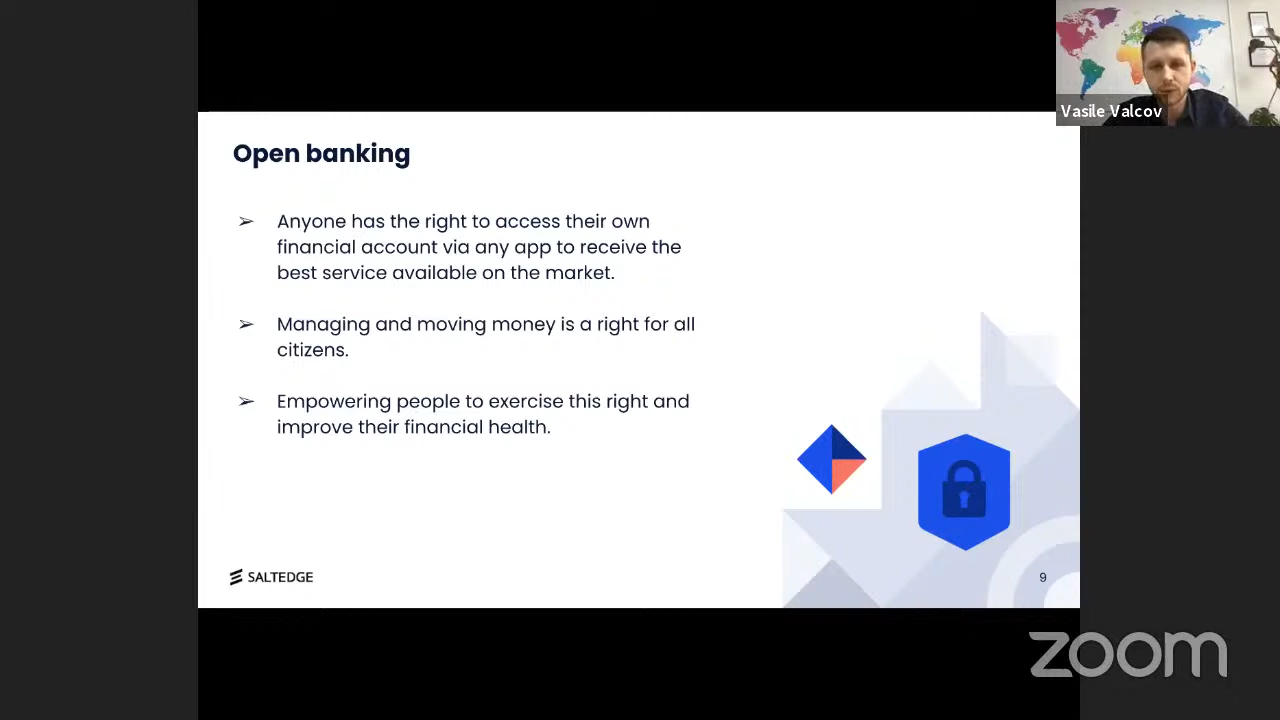 Vasile Valcov
Open banking
➢ Anyone has the right to access their own
financial account via any app to receive the
best service available on the market.
➢ Managing and moving money is a right for all
citizens.
➢ Empowering people to exercise this right and
improve their financial health.
SALTEDGE
9
zoom